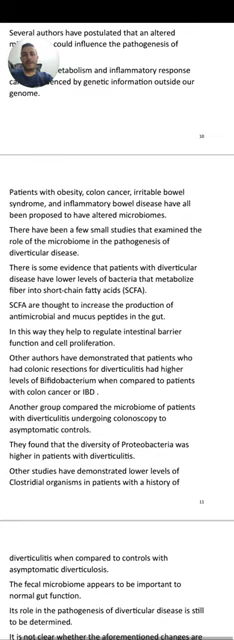 Several authors have postulated that an altered
could influence the pathogenesis of
etabolism and inflammatory response
enced by genetic information outside our
genome.
10
Patients with obesity, colon cancer, irritable bowel
syndrome, and inflammatory bowel disease have all
been proposed to have altered microbiomes.
There have been a few small studies that examined the
role of the microbiome in the pathogenesis of
diverticular disease.
There is some evidence that patients with diverticular
disease have lower levels of bacteria that metabolize
fiber into short-chain fatty acids (SCFA).
SCFA are thought to increase the production of
antimicrobial and mucus peptides in the gut.
In this way they help to regulate intestinal barrier
function and cell proliferation.
Other authors have demonstrated that patients who
had colonic resections for diverticulitis had higher
levels of Bifidobacterium when compared to patients
with colon cancer or IBD .
Another group compared the microbiome of patients
with diverticulitis undergoing colonoscopy to
asymptomatic controls.
They found that the diversity of Proteobacteria was
higher in patients with diverticulitis.
Other studies have demonstrated lower levels of
Clostridial organisms in patients with a history of
11
diverticulitis when compared to controls with
asymptomatic diverticulosis.
The fecal microbiome appears to be important to
normal gut function.
Its role in the pathogenesis of diverticular disease is still
to be determined.
It is not clear whether the aforementioned changes are